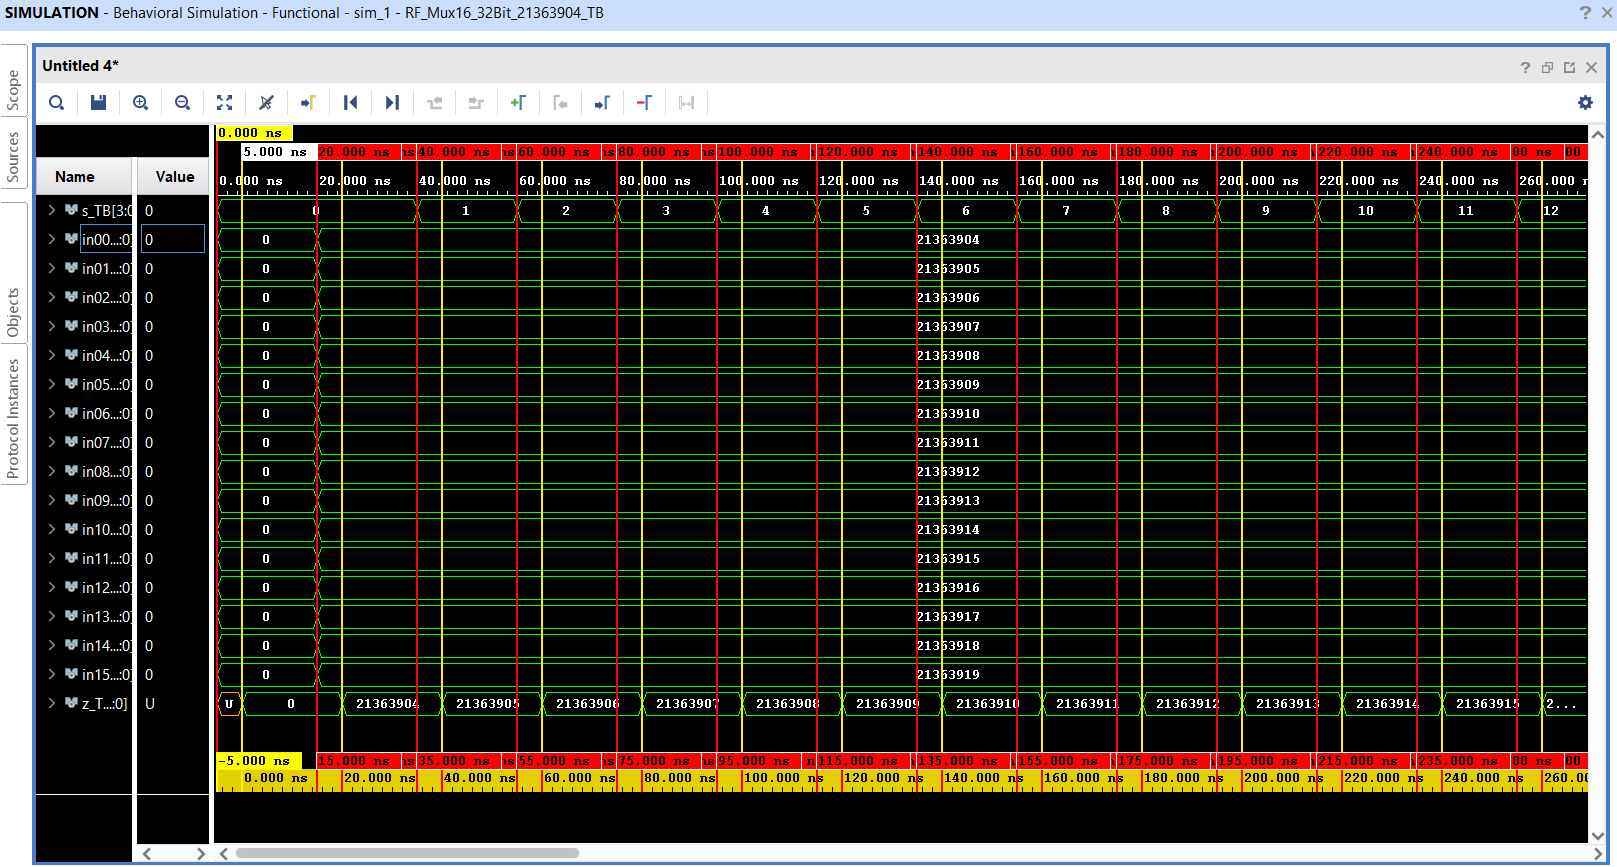 SIMULATION - Behavioral Simulation - Functional - sim_1 - RF_Mux16_32Bit_21363904_TB
Scope
Sources
Objects
Protocol Instances
Untitled 4*
0.000 ns
5.000 ns 20.000 ns 40.000 ns 60.000 ns 80.000 ns 100.000 ns 120.000 ns 140.000 ns 160.000 ns 180.000 ns 200.000 ns 220.000 ns 240.000 ns 00 ns 00
Name Value 0.000 ns 20.000 ns 40.000 ns 60.000 ns 80.000 ns 100.000 ns 120.000 ns 140.000 ns 160.000 ns 180.000 ns 200.000 ns 220.000 ns 240.000 ns 260.000 n
s_TB[3:0 0 0 1 2 3 4 5 6 7 8 9 10 11 12
in00...:0] 0 0 21363904
in01...:0] 0 0 21363905
in02...:0] 0 0 21363906
in03...:0] 0 0 21363907
in04...:0] 0 0 21363908
in05...:0] 0 0 21363909
in06...:0] 0 0 21363910
in07...:0] 0 0 21363911
in08...:0] 0 0 21363912
in09...:0] 0 0 21363913
in10...:0] 0 0 21363914
in11...:0] 0 0 21363915
in12...:0] 0 0 21363916
in13...:0] 0 0 21363917
in14...:0] 0 0 21363918
in15...:0] 0 0 21363919
z_T...:0] U U 0 21363904 21363905 21363906 21363907 21363908 21363909 21363910 21363911 21363912 21363913 21363914 21363915 2...
-5.000 ns 15.000 ns 35.000 ns 55.000 ns 75.000 ns 95.000 ns 115.000 ns 135.000 ns 155.000 ns 175.000 ns 195.000 ns 215.000 ns 235.000 ns 00 ns 00
0.000 ns 20.000 ns 40.000 ns 60.000 ns 80.000 ns 100.000 ns 120.000 ns 140.000 ns 160.000 ns 180.000 ns 200.000 ns 220.000 ns 240.000 ns 260.00